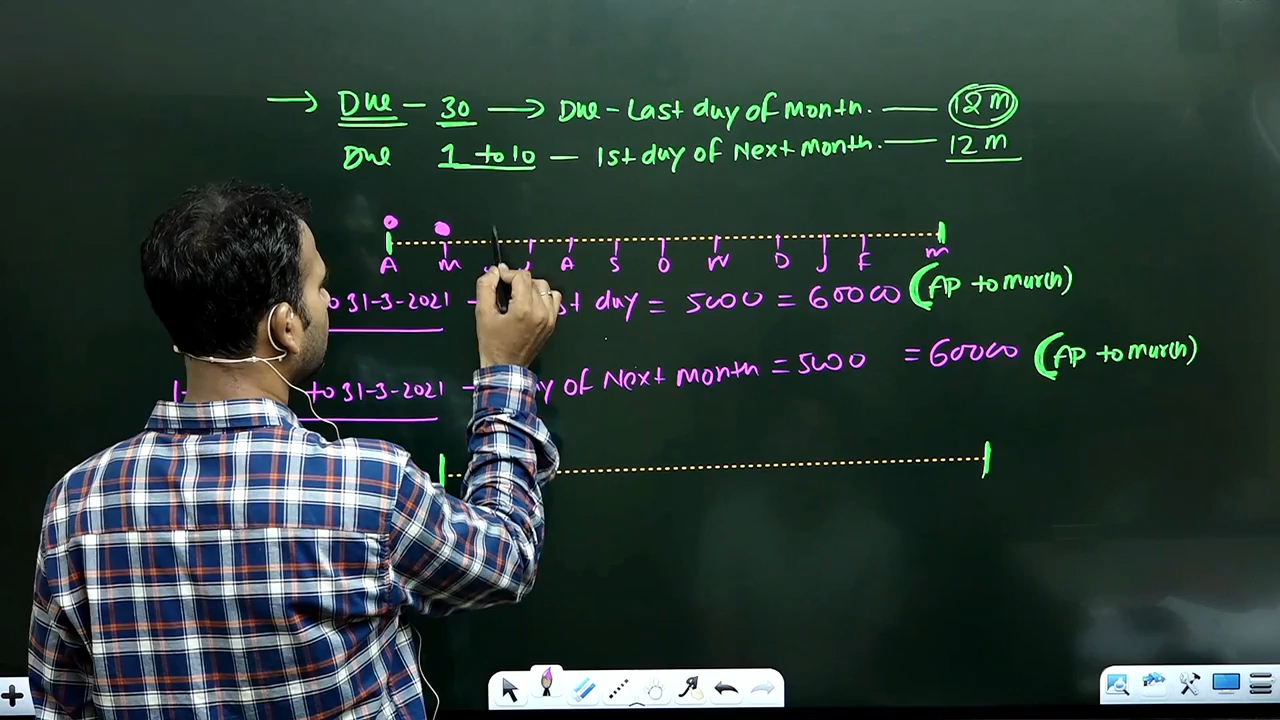 → Due - 30 → Due - Last day of Month. — 12 m
Due 1 to 10 - 1st day of Next month. — 12 m
A m J A S O N D J F m
to 31-3-2021 - day = 5000 = 60000 (AP to March)
to 31-3-2021 - day of Next month = 5000 = 60000 (AP to March)